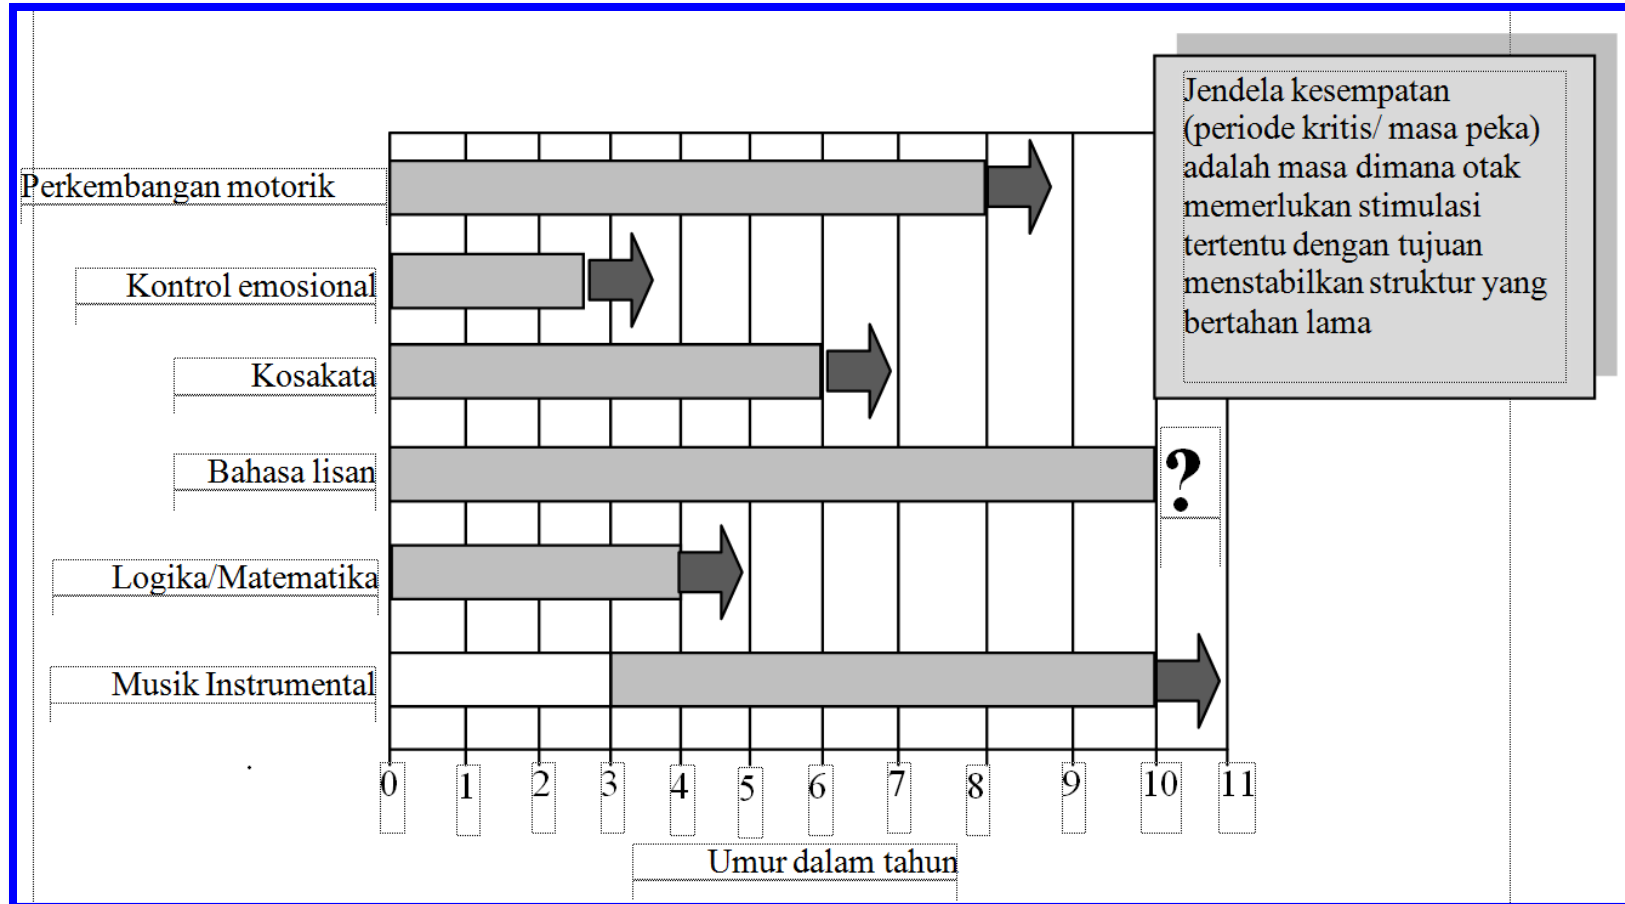 Jendela kesempatan
(periode kritis/ masa peka)
adalah masa dimana otak
memerlukan stimulasi
tertentu dengan tujuan
menstabilkan struktur yang
bertahan lama
Perkembangan motorik
Kontrol emosional
Kosakata
Bahasa lisan
?
Logika/Matematika
Musik Instrumental
.
0 1 2 3 4 5 6 7 8 9 10 11
Umur dalam tahun